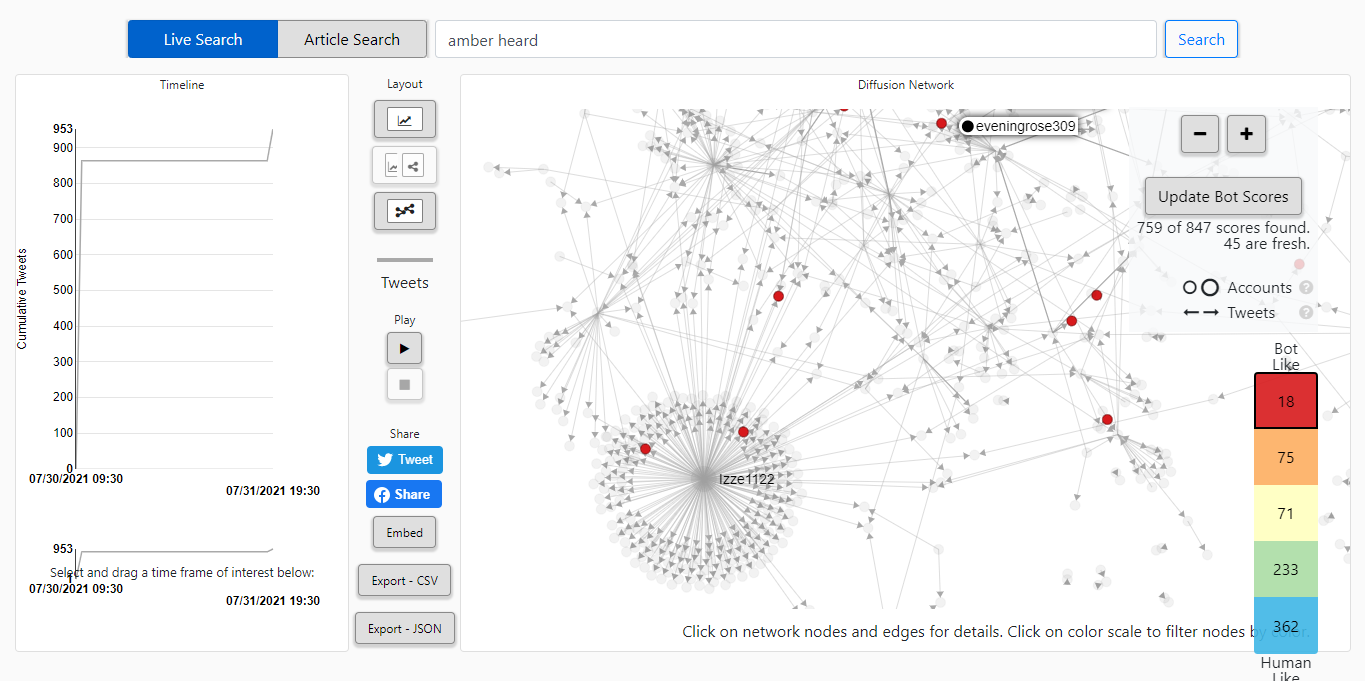 Live Search
Article Search
amber heard
Search
Timeline
953
900
800
700
600
500
400
300
200
100
0
Cumulative Tweets
07/30/2021 09:30
07/31/2021 19:30
953
Select and drag a time frame of interest below:
07/30/2021 09:30
07/31/2021 19:30
Layout
Tweets
Play
Share
Tweet
Share
Embed
Export - CSV
Export - JSON
Diffusion Network
eveningrose309
Izze1122
−
+
Update Bot Scores
759 of 847 scores found.
45 are fresh.
Accounts ?
Tweets ?
Bot
Like
18
75
71
233
362
Human
Like
Click on network nodes and edges for details. Click on color scale to filter nodes by color.